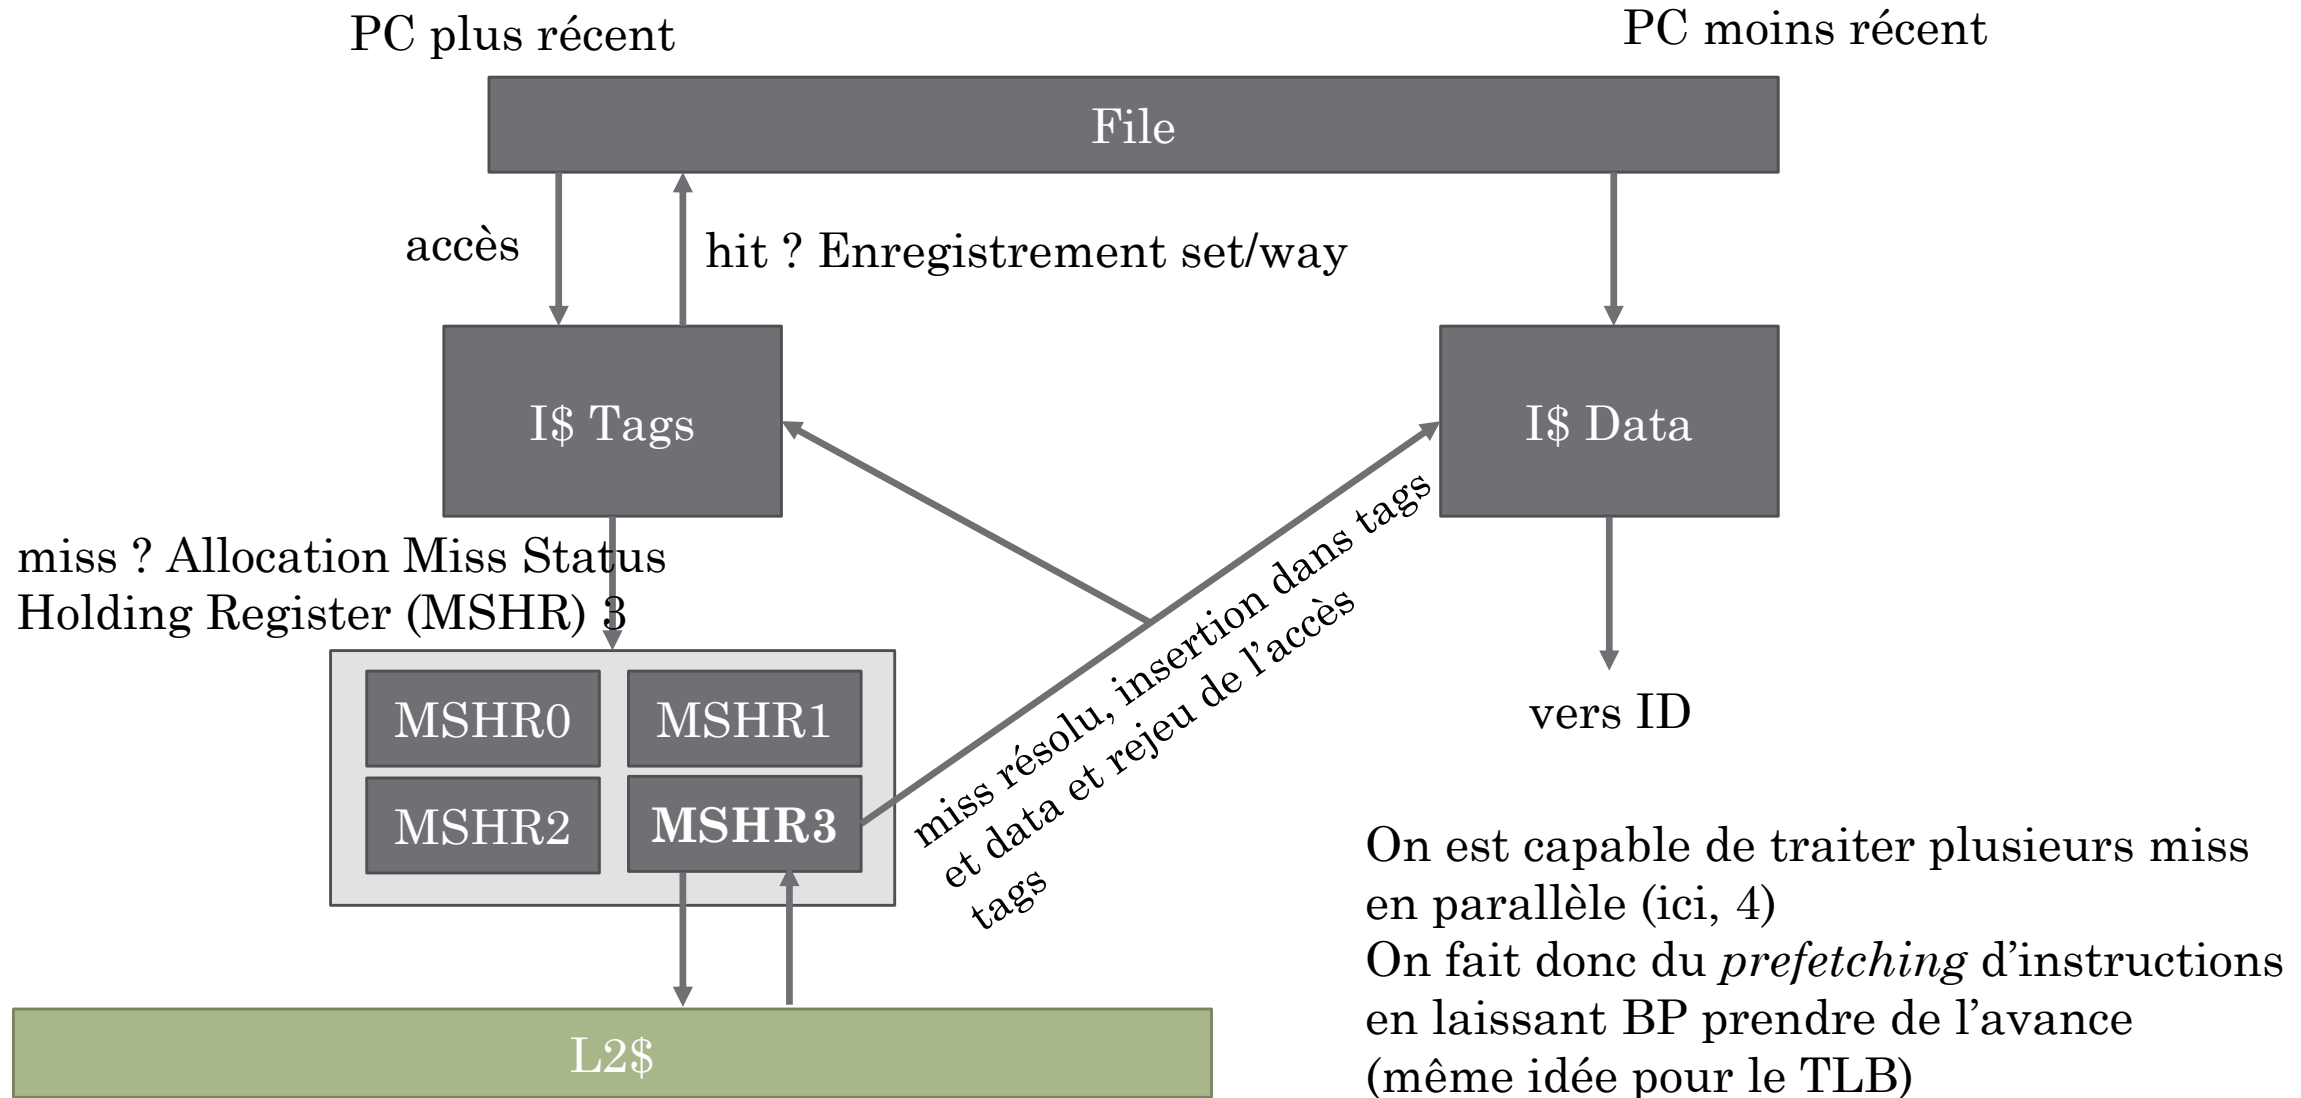 PC plus récent
PC moins récent
File
accès
hit ? Enregistrement set/way
I$ Tags
I$ Data
miss ? Allocation Miss Status
Holding Register (MSHR) 3
miss résolu, insertion dans tags
et data et rejeu de l’accès
tags
MSHR0
MSHR1
MSHR2
MSHR3
vers ID
L2$
On est capable de traiter plusieurs miss
en parallèle (ici, 4)
On fait donc du prefetching d’instructions
en laissant BP prendre de l’avance
(même idée pour le TLB)